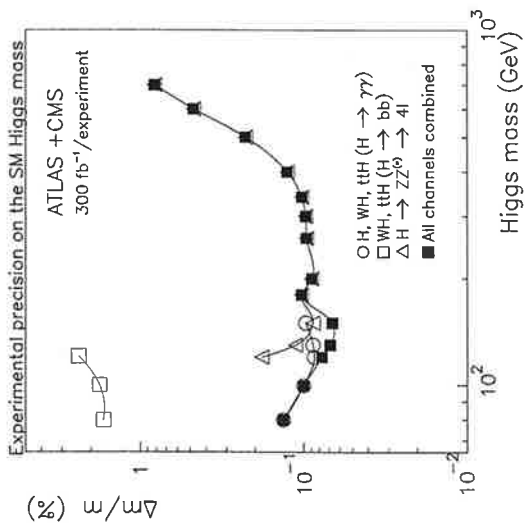 Experimental precision on the SM Higgs mass
Δm/m (%)
ATLAS +CMS
300 fb⁻¹/experiment
1
10⁻¹
10⁻²
○ H, WH, ttH (H → γγ)
□ WH, ttH (H → bb)
△ H → ZZ⁽*⁾ → 4l
■ All channels combined
10²
10³
Higgs mass (GeV)